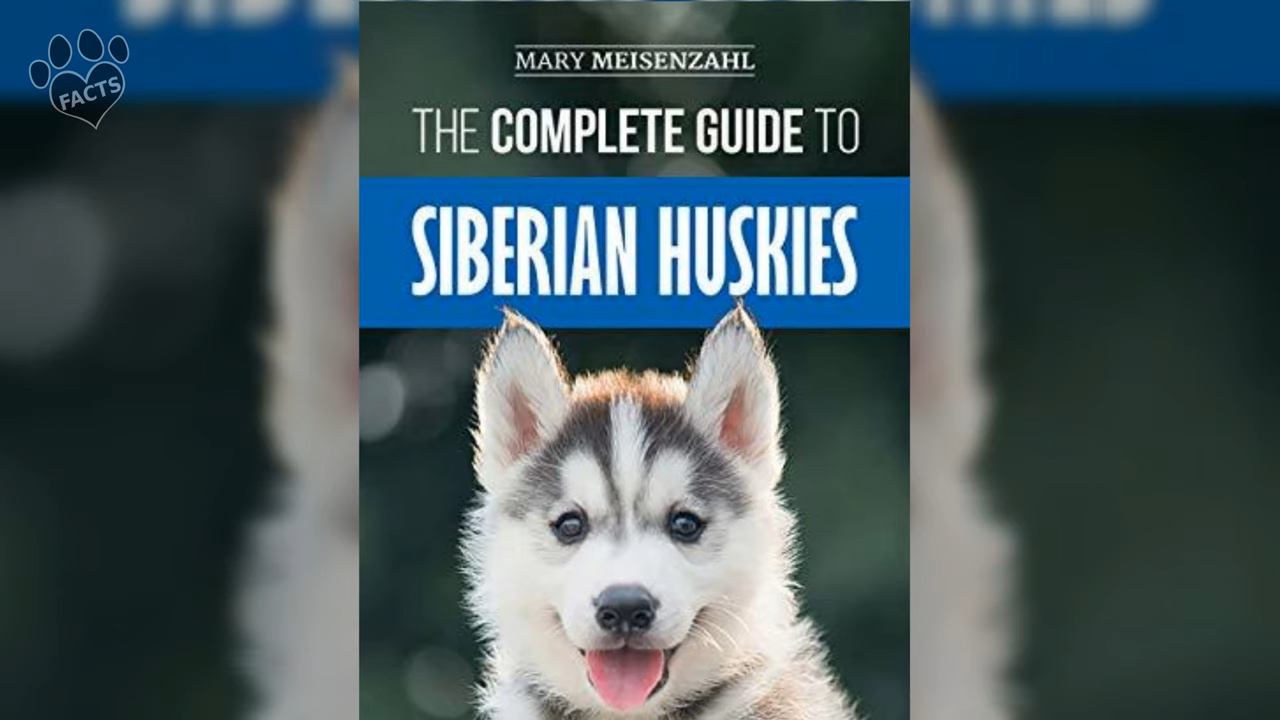 FACTS
MARY MEISENZAHL
THE COMPLETE GUIDE TO
SIBERIAN HUSKIES